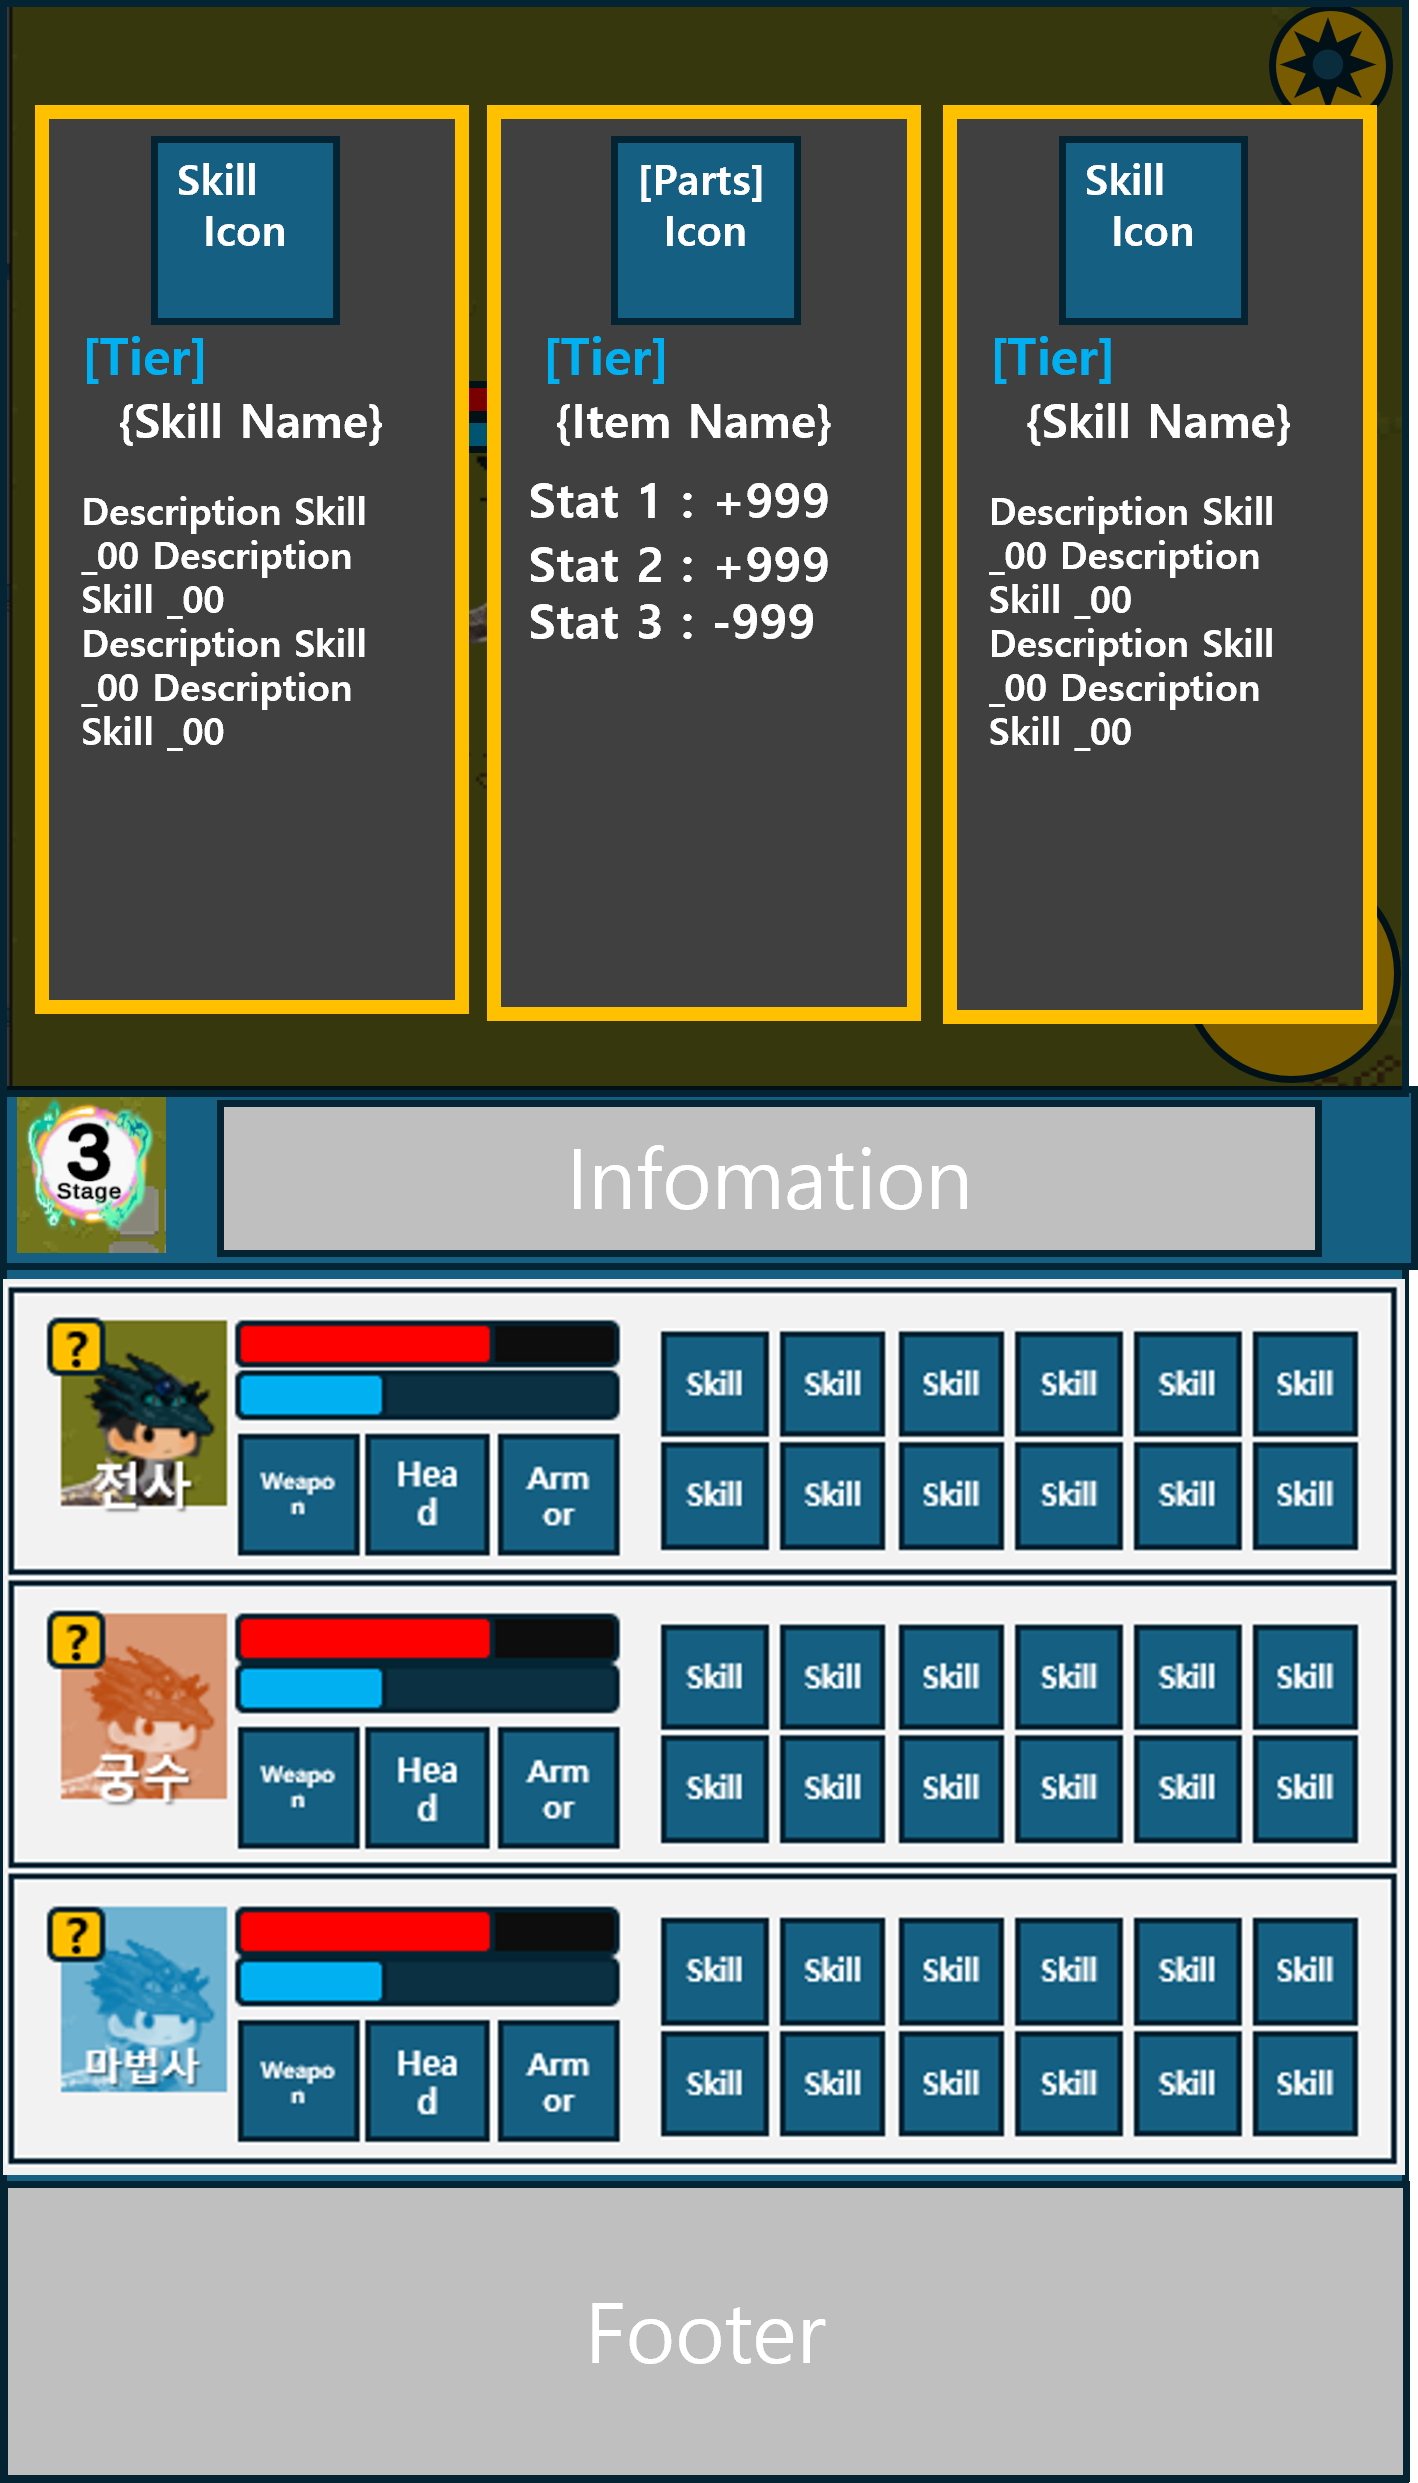 Skill
Icon
[Tier]
{Skill Name}
Description Skill
_00 Description
Skill _00
Description Skill
_00 Description
Skill _00
[Parts]
Icon
[Tier]
{Item Name}
Stat 1 : +999
Stat 2 : +999
Stat 3 : -999
Skill
Icon
[Tier]
{Skill Name}
Description Skill
_00 Description
Skill _00
Description Skill
_00 Description
Skill _00
3
Stage
Infomation
?
전사
Weapo
n
Hea
d
Arm
or
Skill Skill Skill Skill Skill Skill
Skill Skill Skill Skill Skill Skill
?
궁수
Weapo
n
Hea
d
Arm
or
Skill Skill Skill Skill Skill Skill
Skill Skill Skill Skill Skill Skill
?
마법사
Weapo
n
Hea
d
Arm
or
Skill Skill Skill Skill Skill Skill
Skill Skill Skill Skill Skill Skill
Footer